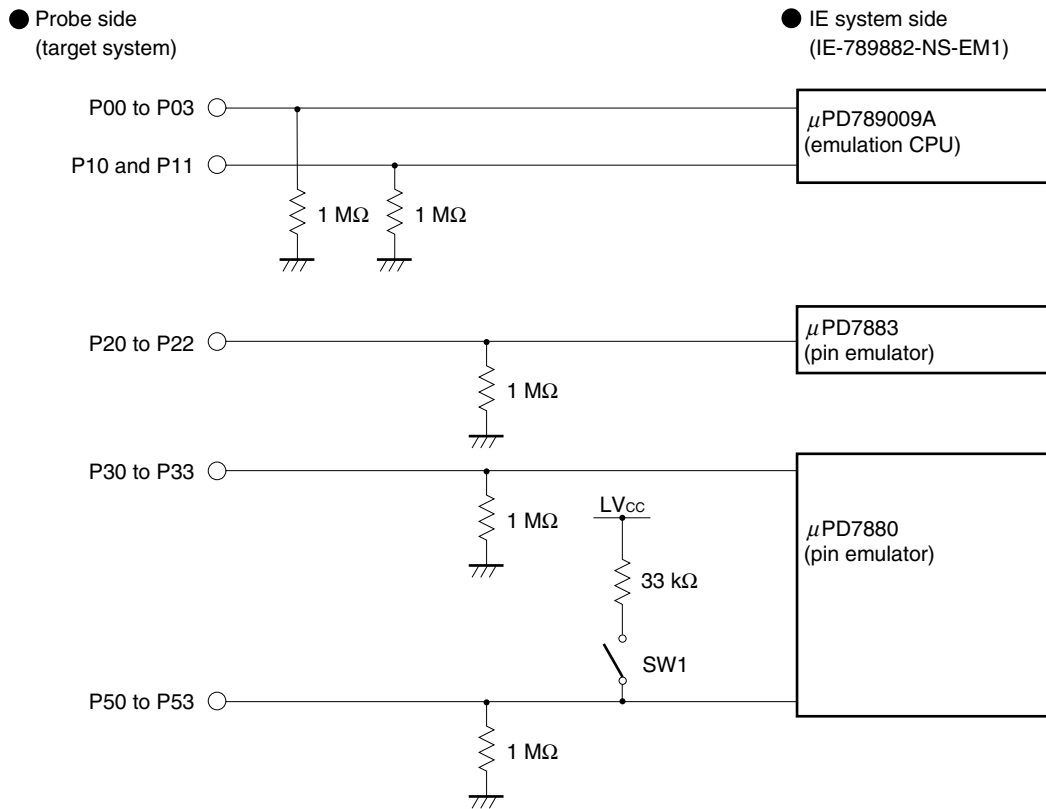 ● Probe side
(target system)
● IE system side
(IE-789882-NS-EM1)
P00 to P03
μPD789009A
(emulation CPU)
P10 and P11
1 MΩ
1 MΩ
P20 to P22
μPD7883
(pin emulator)
1 MΩ
P30 to P33
1 MΩ
LVCC
μPD7880
(pin emulator)
33 kΩ
SW1
P50 to P53
1 MΩ